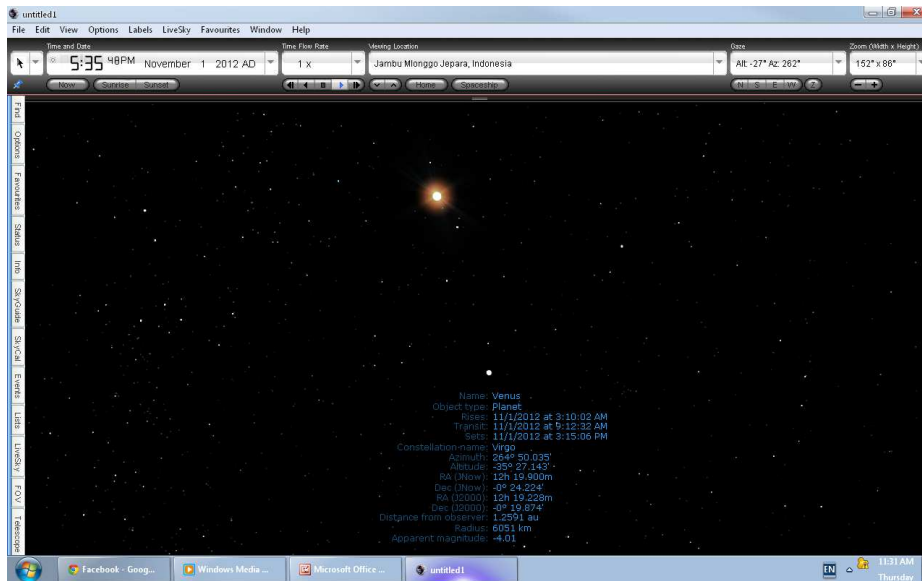 untitled1
File Edit View Options Labels LiveSky Favourites Window Help
Time and Date Time Flow Rate Viewing Location Gaze Zoom (Width x Height)
5:35 48PM November 1 2012 AD 1 x Jambu Mlonggo Jepara, Indonesia Alt: -27° Az: 262° 152° x 86°
Now Sunrise Sunset Home Spaceship N S E W Z
Find
Options
Favourites
Status
Info
SkyGuide
SkyCal
Events
Lists
LiveSky
FOV
Telescope
Name: Venus
Object type: Planet
Rises: 11/1/2012 at 3:10:02 AM
Transit: 11/1/2012 at 9:12:32 AM
Sets: 11/1/2012 at 3:15:06 PM
Constellation-name: Virgo
Azimuth: 264° 50.035'
Altitude: -35° 27.143'
RA (JNow): 12h 19.900m
Dec (JNow): -0° 24.224'
RA (J2000): 12h 19.228m
Dec (J2000): -0° 19.874'
Distance from observer: 1.2591 au
Radius: 6051 km
Apparent magnitude: -4.01
Facebook - Goog... Windows Media ... Microsoft Office ... untitled1 EN 11:31 AM
Thursday